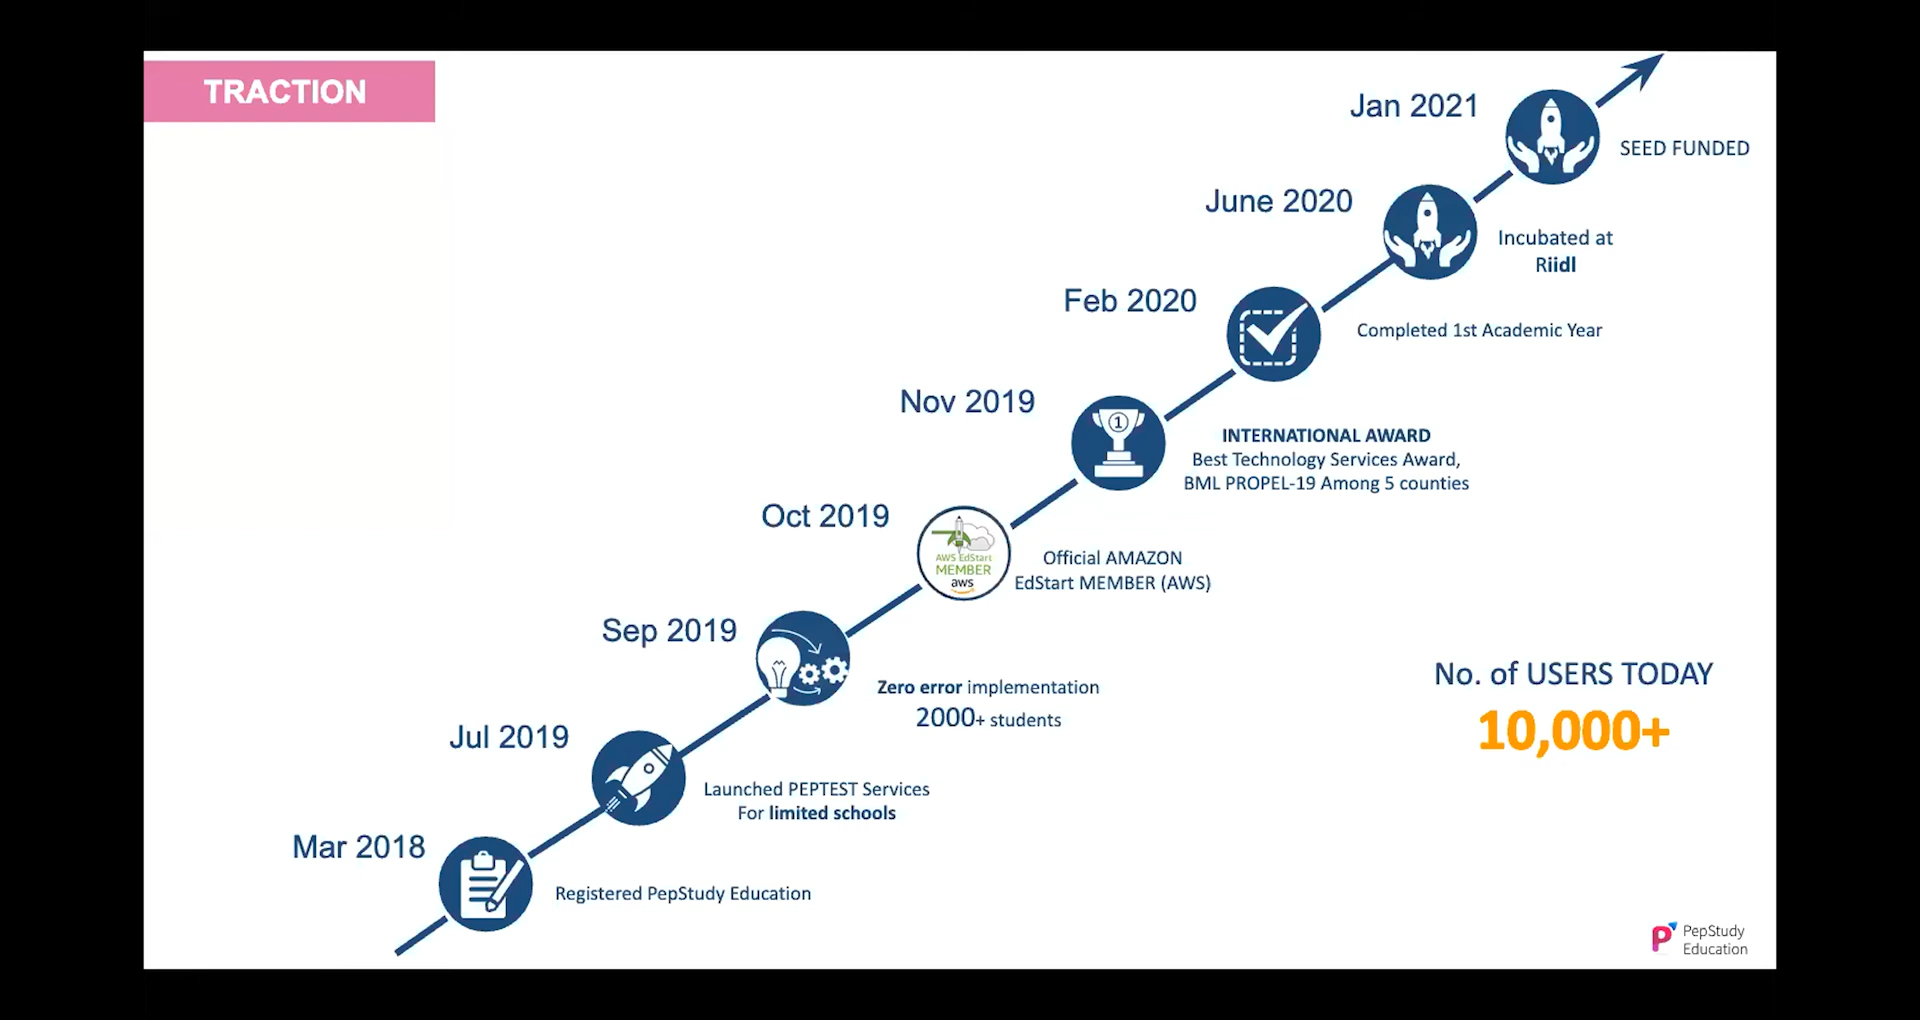 TRACTION
Jan 2021
SEED FUNDED
June 2020
Incubated at
Riidl
Feb 2020
Completed 1st Academic Year
Nov 2019
1
INTERNATIONAL AWARD
Best Technology Services Award,
BML PROPEL-19 Among 5 counties
Oct 2019
AWS EdStart
MEMBER
aws
Official AMAZON
EdStart MEMBER (AWS)
Sep 2019
Zero error implementation
2000+ students
No. of USERS TODAY
10,000+
Jul 2019
Launched PEPTEST Services
For limited schools
Mar 2018
Registered PepStudy Education
P PepStudy
Education